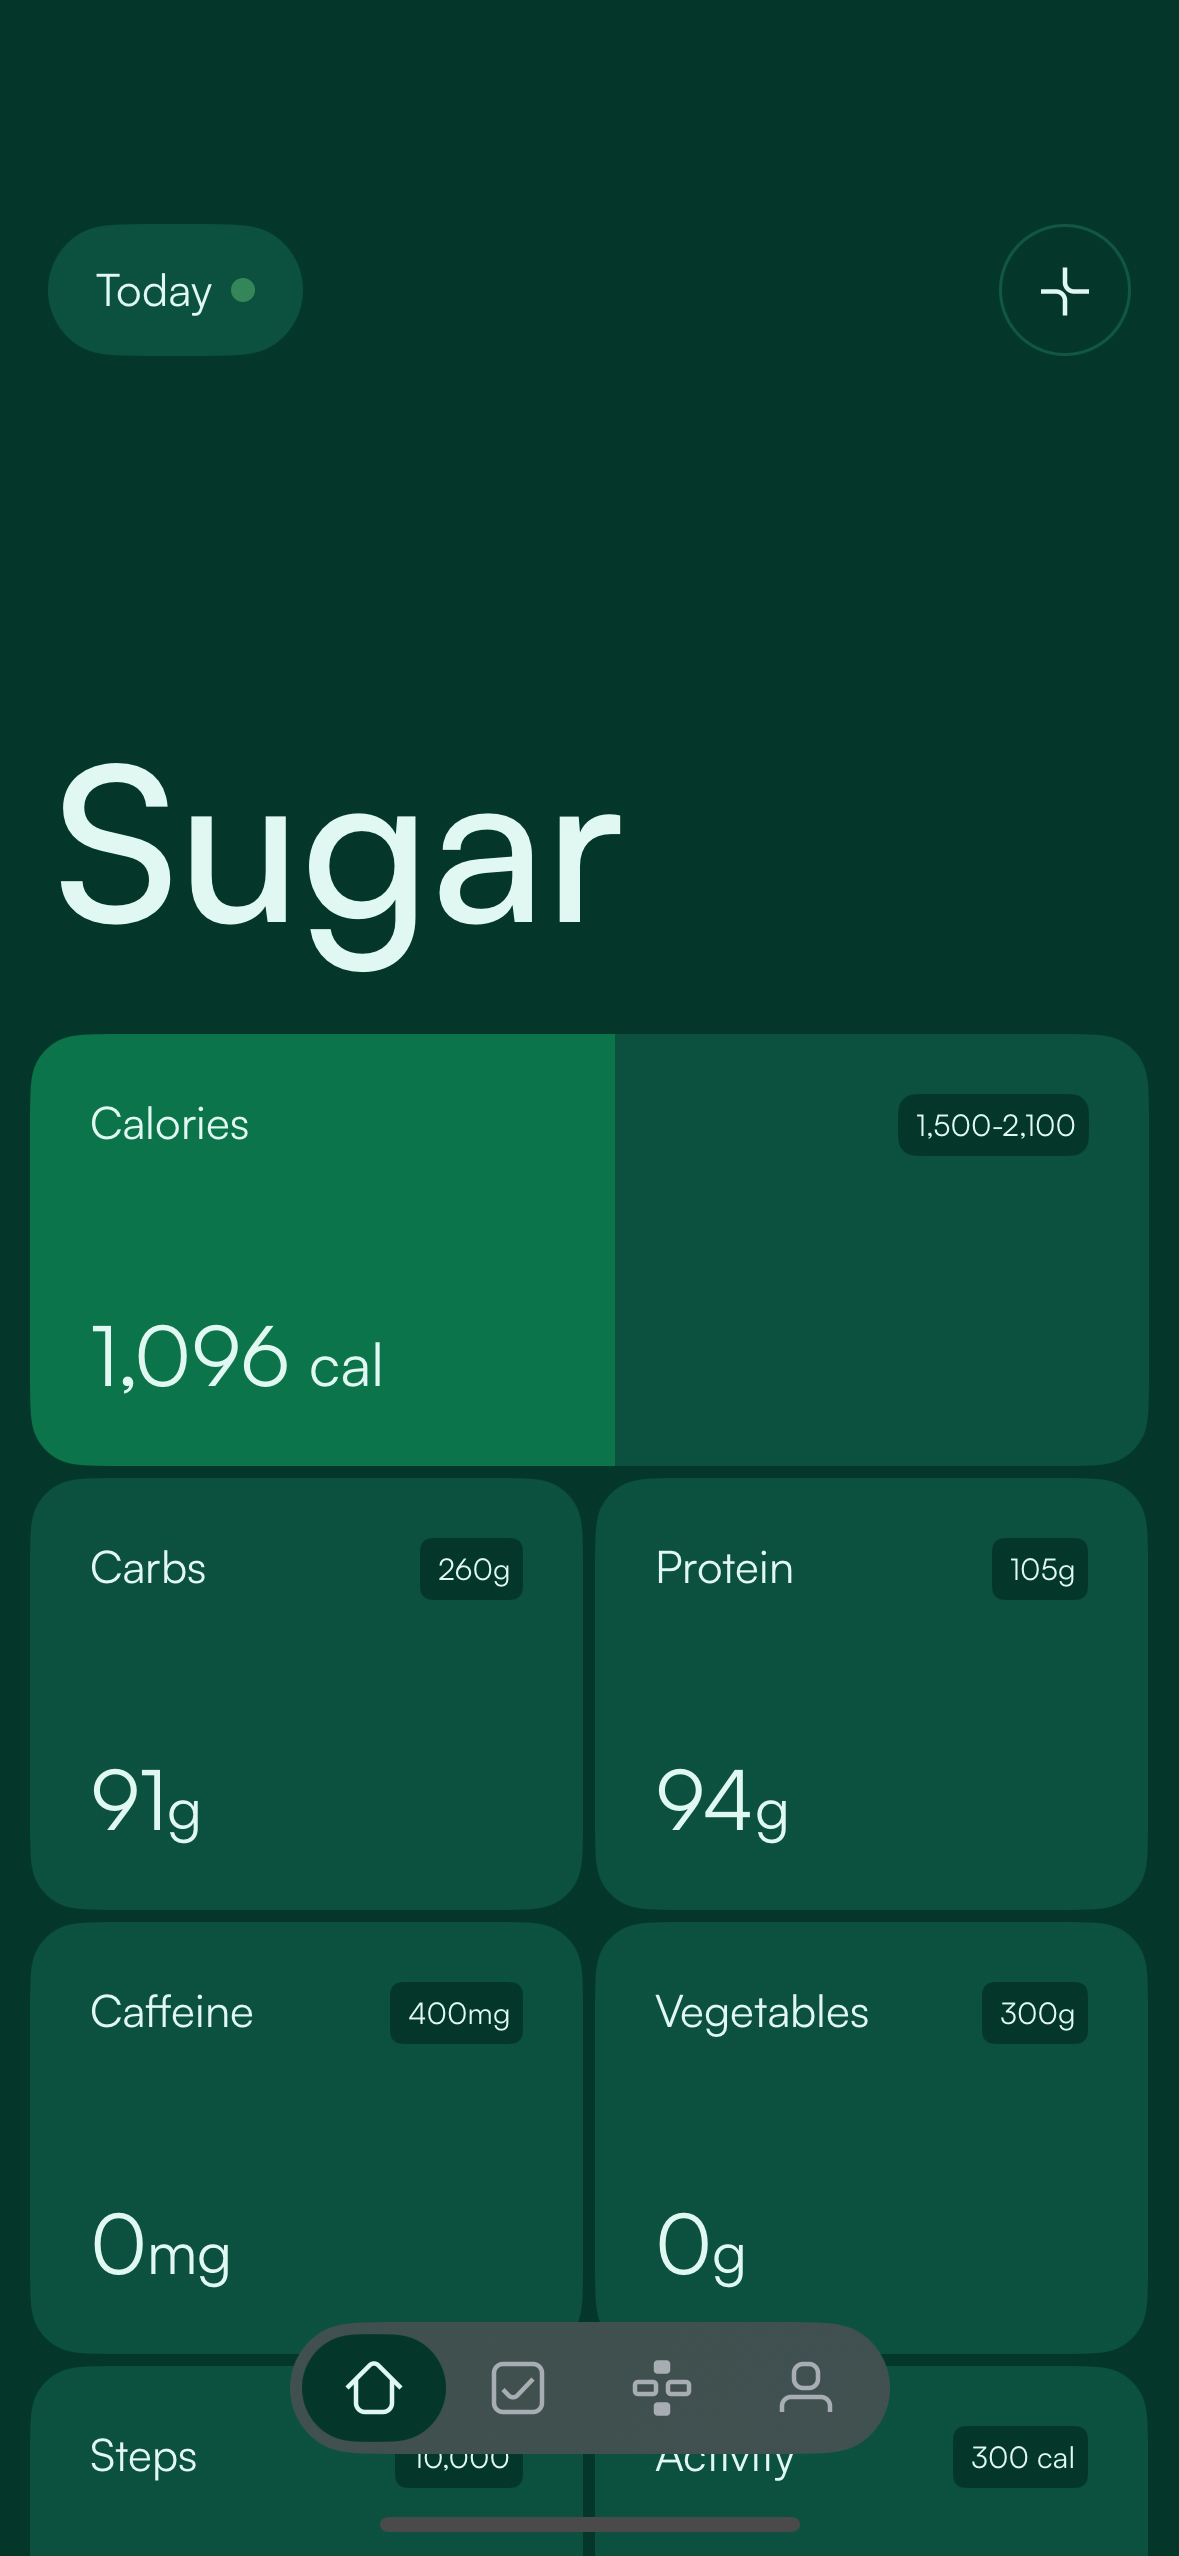 Today
Sugar
Calories
1,500-2,100
1,096 cal
Carbs
260g
Protein
105g
91g
94g
Caffeine
400mg
Vegetables
300g
0mg
0g
Steps
10,000
Activity
300 cal